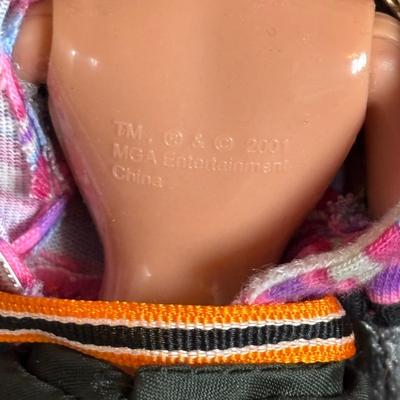 TM. ® & © 2001
MGA Entertainment
China